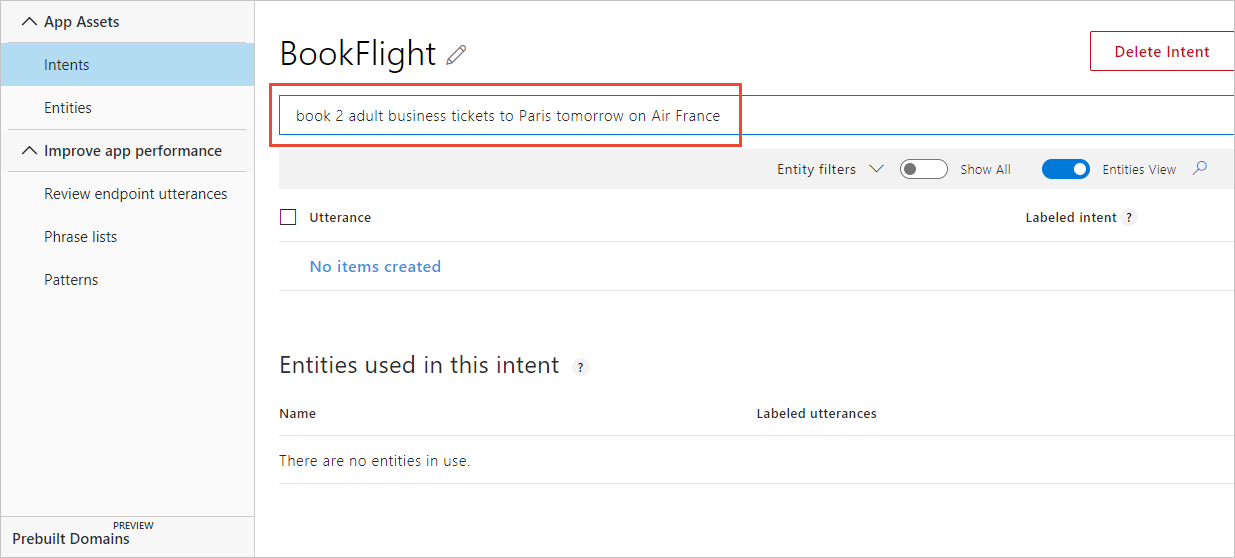 App Assets
Intents
Entities
Improve app performance
Review endpoint utterances
Phrase lists
Patterns
PREVIEW
Prebuilt Domains
BookFlight
Delete Intent
book 2 adult business tickets to Paris tomorrow on Air France
Entity filters Show All Entities View
Utterance Labeled intent ?
No items created
Entities used in this intent ?
Name Labeled utterances
There are no entities in use.